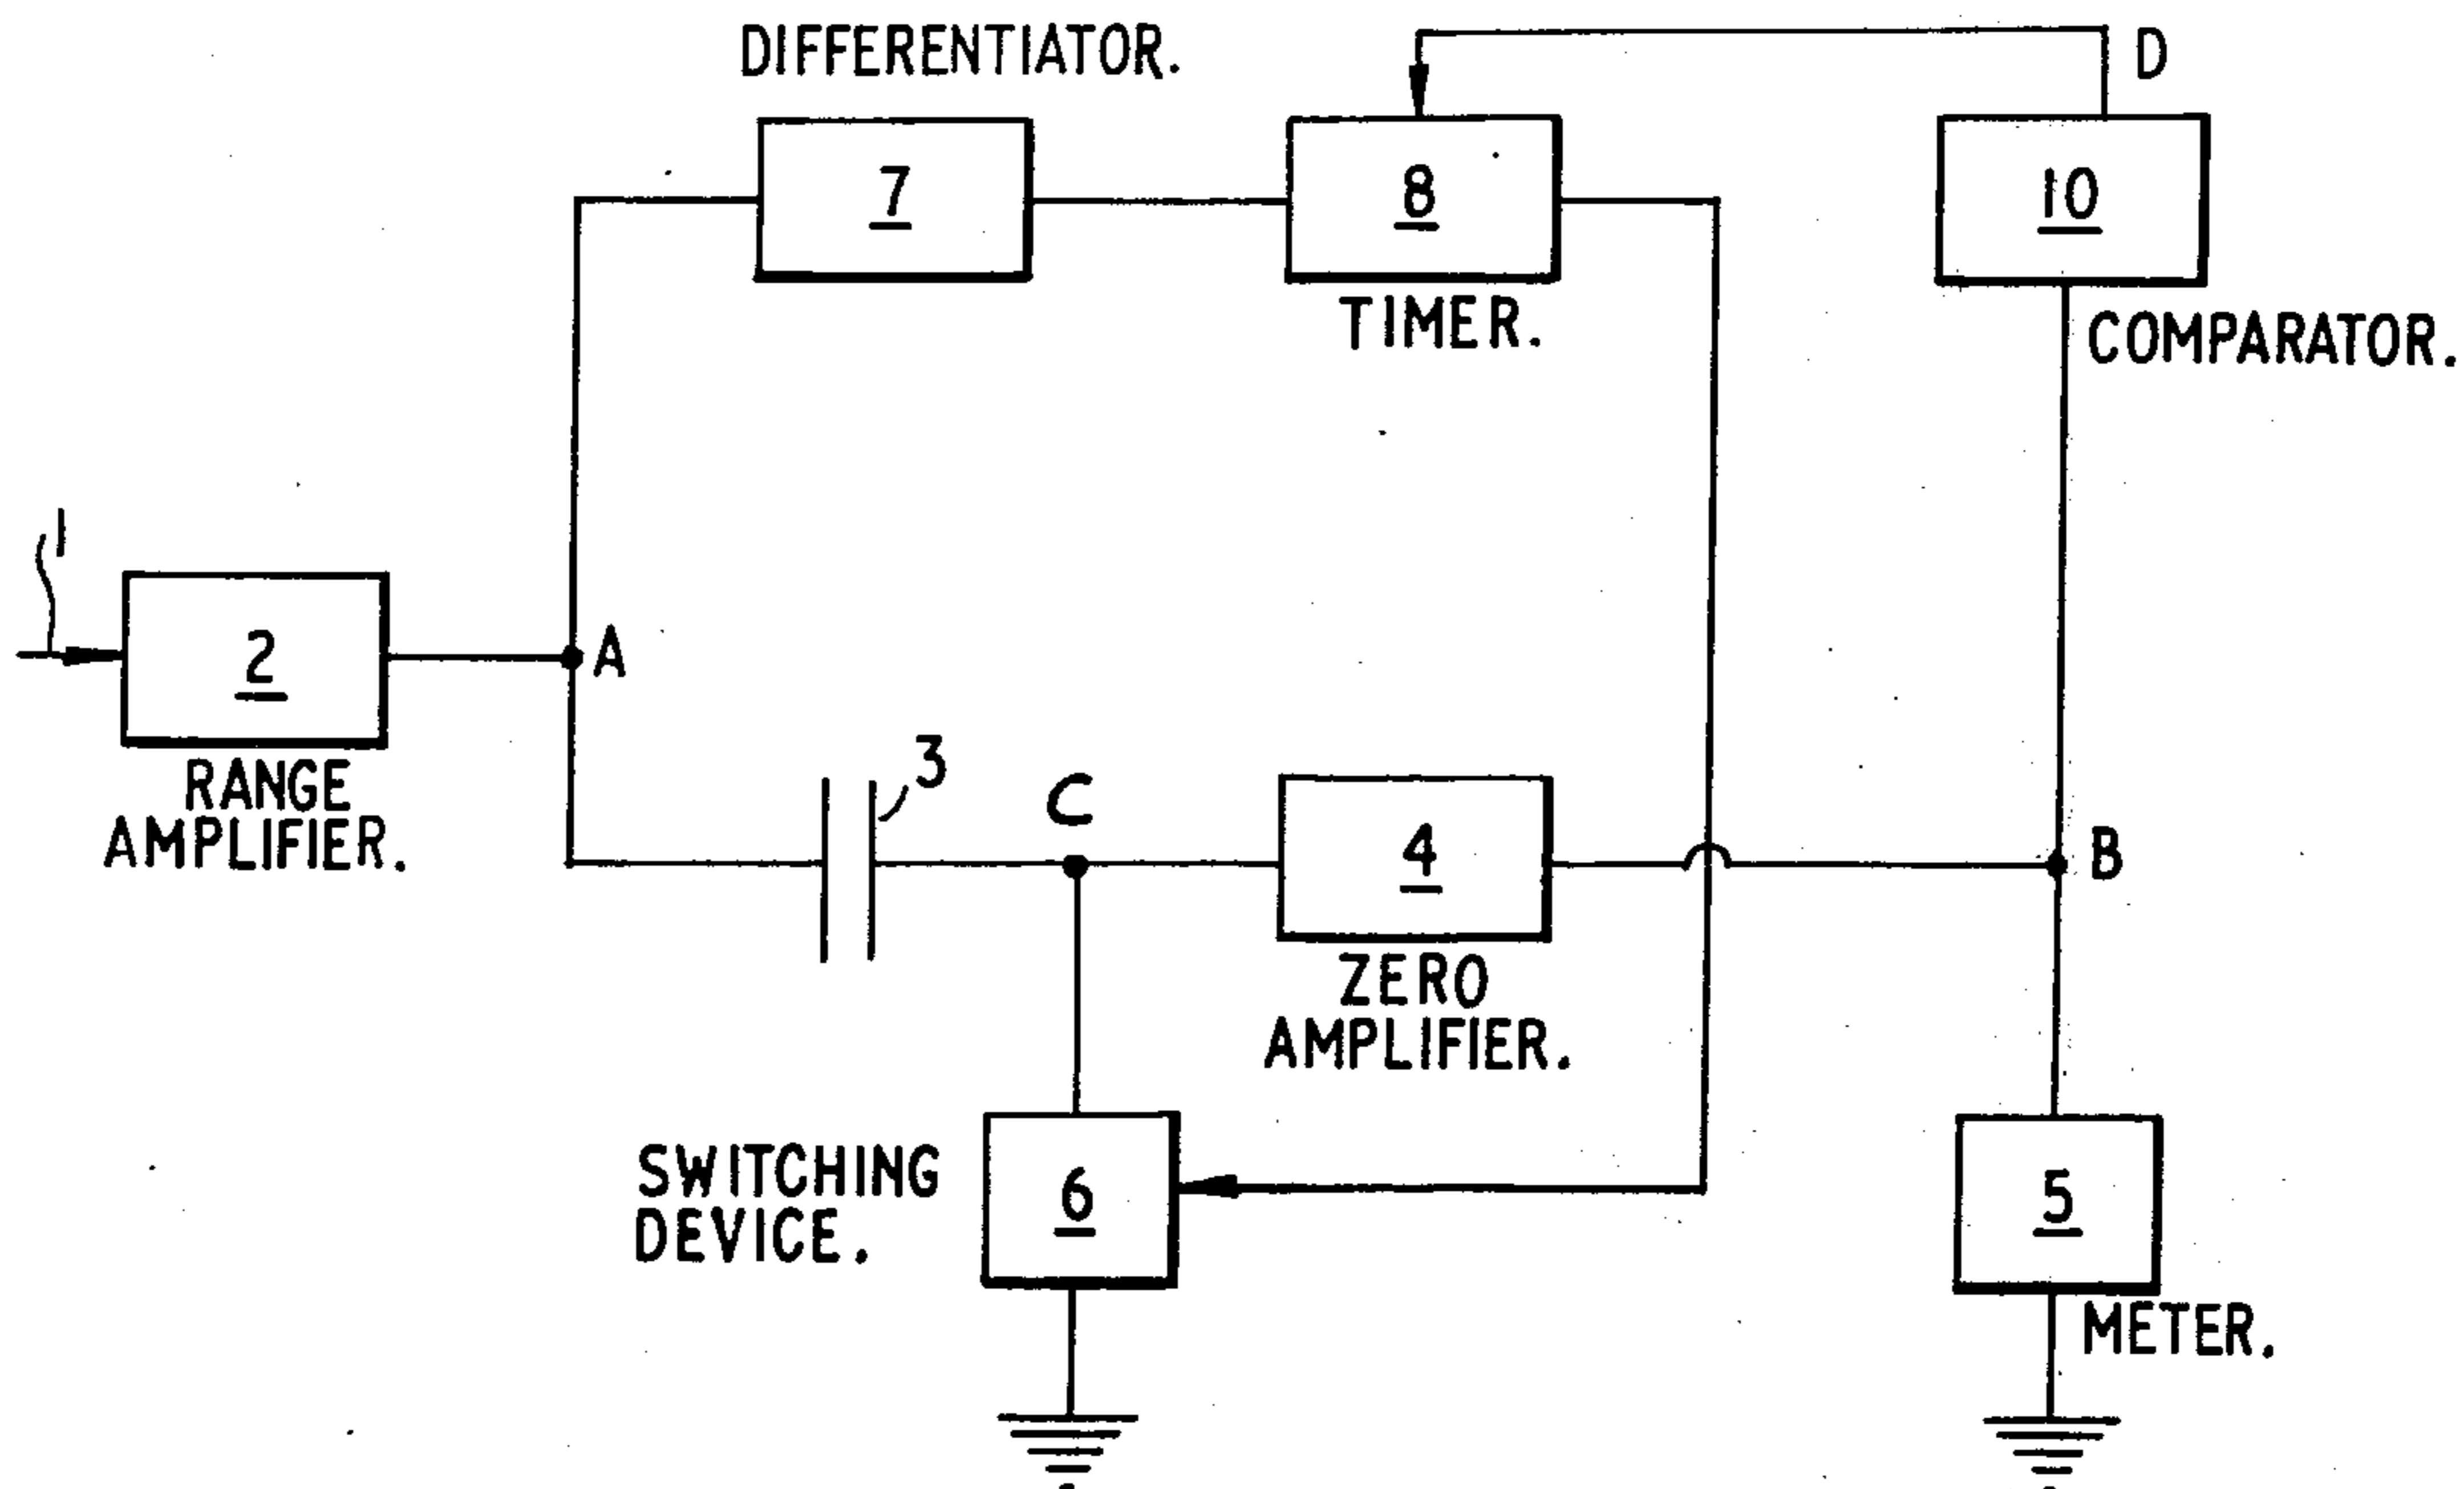 DIFFERENTIATOR.
D
7
8
10
TIMER.
COMPARATOR.
1
2
A
RANGE
AMPLIFIER.
3
C
4
B
ZERO
AMPLIFIER.
SWITCHING
DEVICE.
6
5
METER.